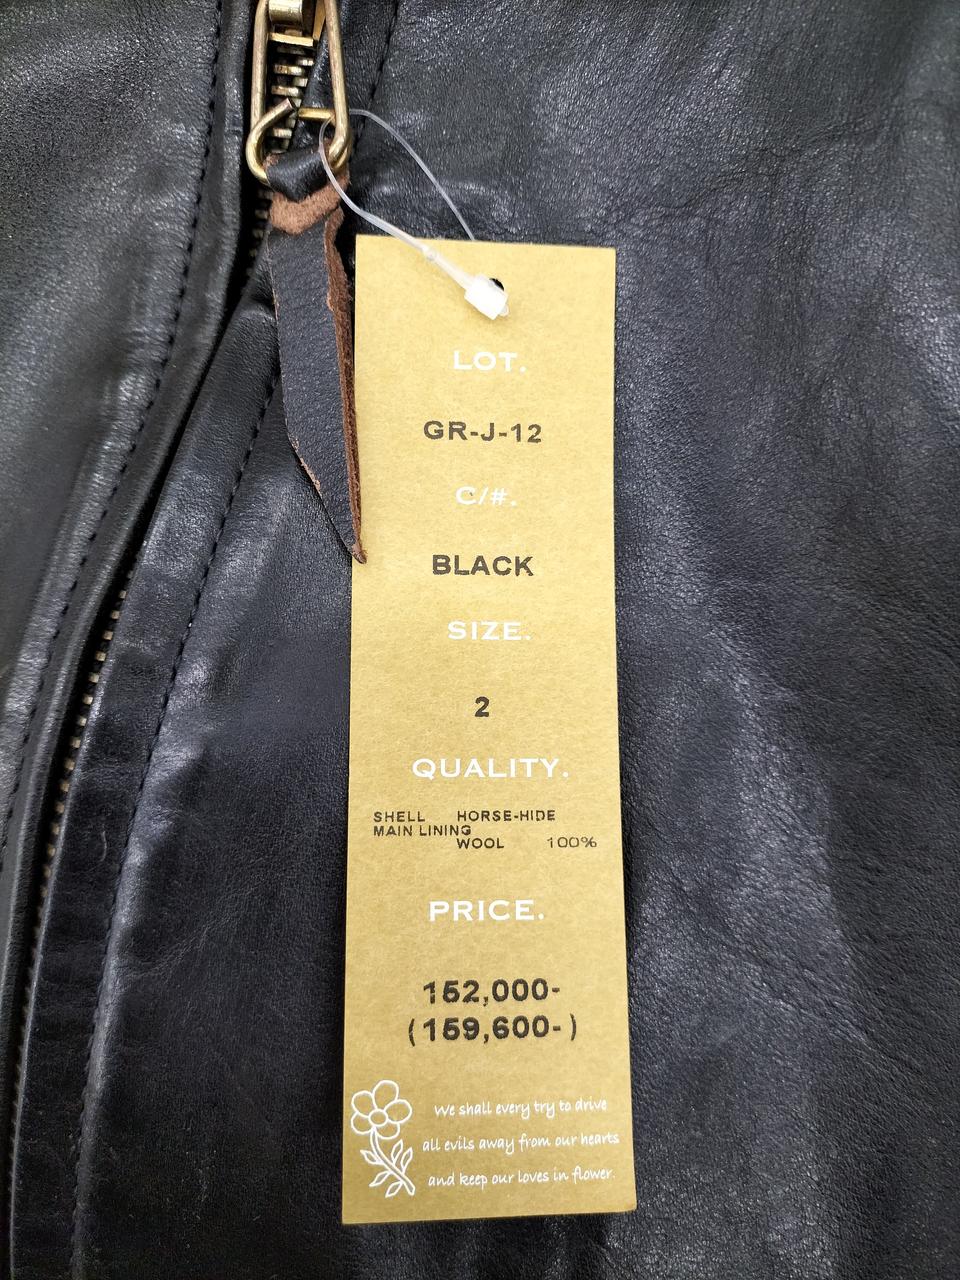 LOT.
GR-J-12
C/#.
BLACK
SIZE.
2
QUALITY.
SHELL HORSE-HIDE
MAIN LINING
WOOL 100%
PRICE.
152,000-
(159,600-)
We shall every try to drive
all evils away from our hearts
and keep our loves in flower.